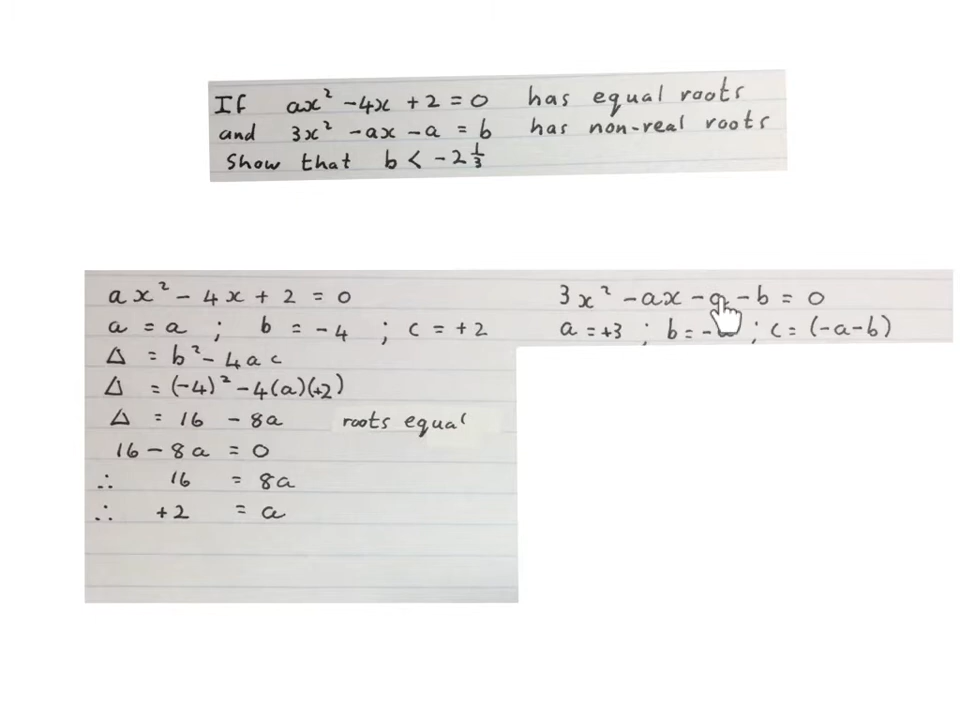 If ax² - 4x + 2 = 0 has equal roots
and 3x² - ax - a = b has non-real roots
Show that b < -2 1/3
ax² - 4x + 2 = 0
a = a ; b = -4 ; c = +2
Δ = b² - 4ac
Δ = (-4)² - 4(a)(+2)
Δ = 16 - 8a roots equal
16 - 8a = 0
∴ 16 = 8a
∴ +2 = a
3x² - ax - a - b = 0
a = +3 ; b = - ; c = (-a-b)